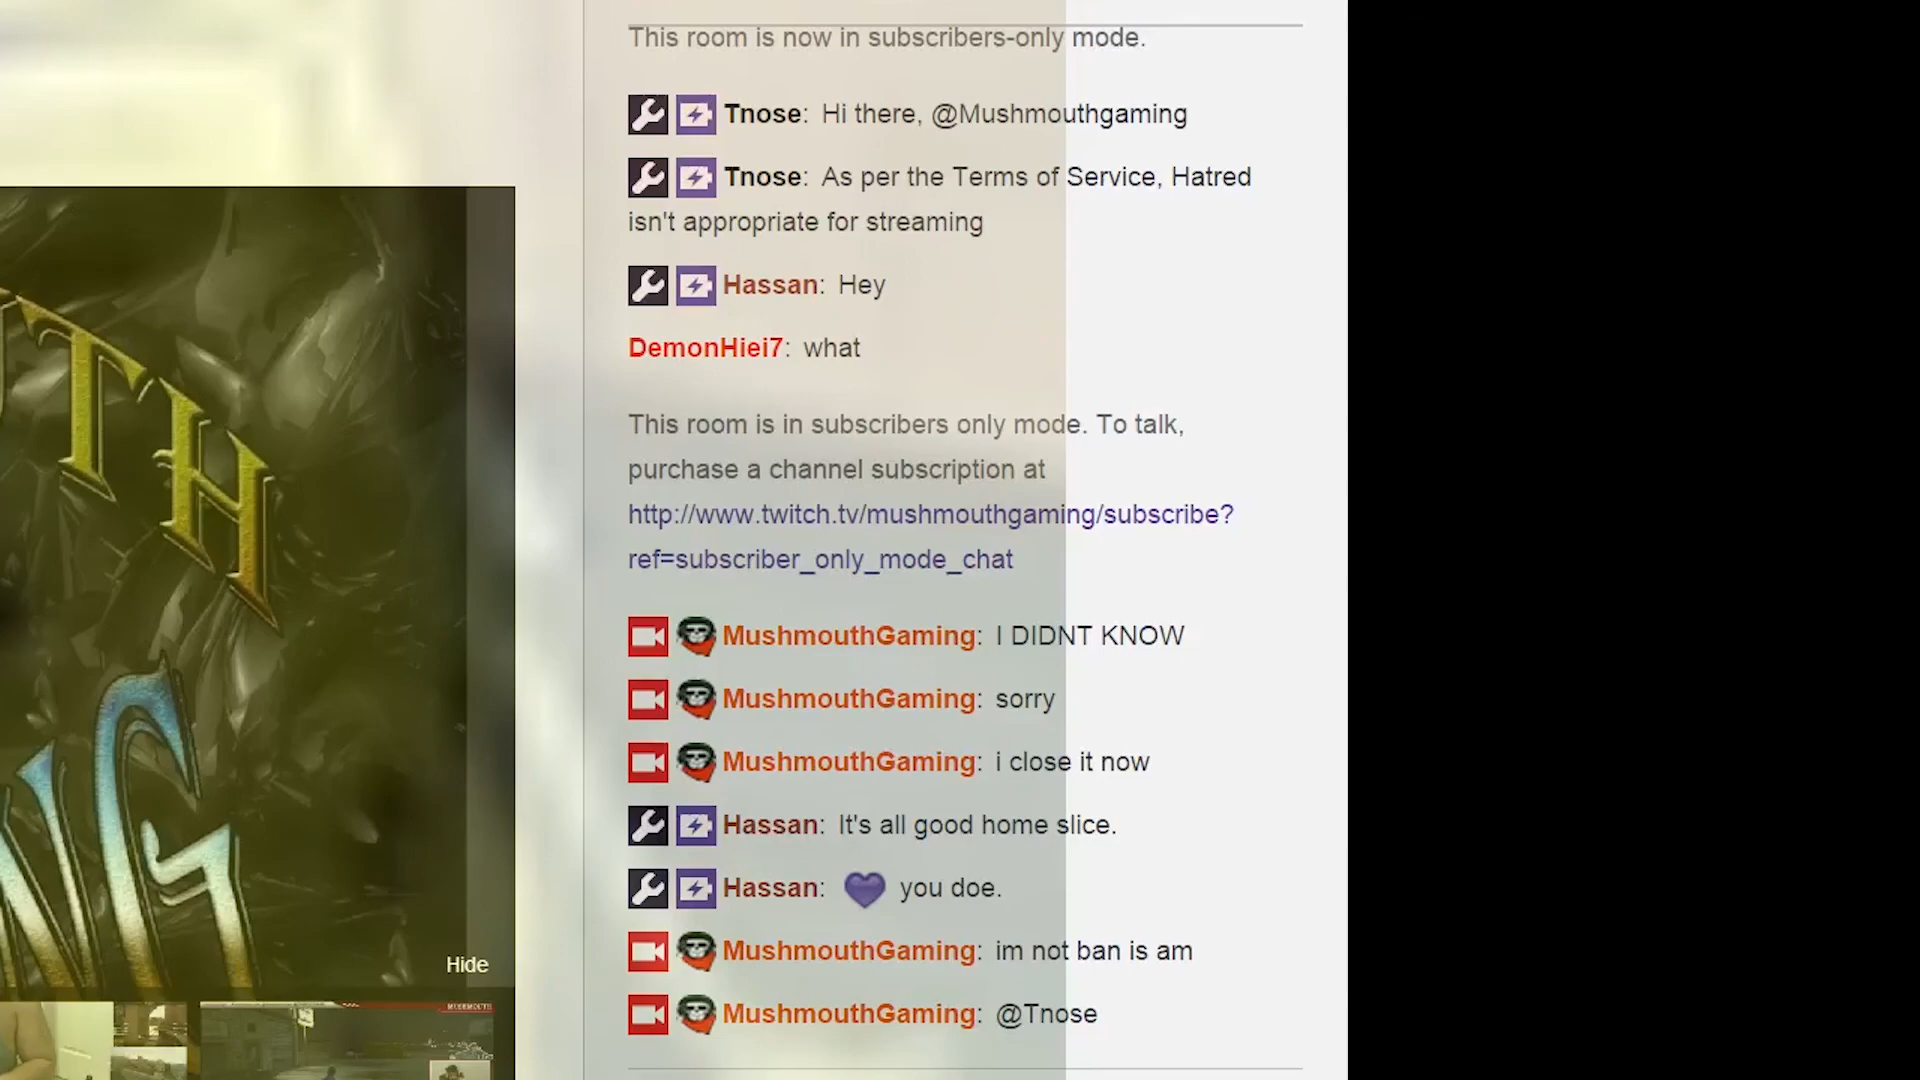 This room is now in subscribers-only mode.
Tnose: Hi there, @Mushmouthgaming
Tnose: As per the Terms of Service, Hatred
isn't appropriate for streaming
Hassan: Hey
DemonHiei7: what
This room is in subscribers only mode. To talk,
purchase a channel subscription at
http://www.twitch.tv/mushmouthgaming/subscribe?
ref=subscriber_only_mode_chat
MushmouthGaming: I DIDNT KNOW
MushmouthGaming: sorry
MushmouthGaming: i close it now
Hassan: It's all good home slice.
Hassan: 💜 you doe.
MushmouthGaming: im not ban is am
MushmouthGaming: @Tnose
UTH
NG
Hide
MUSHMOUTH